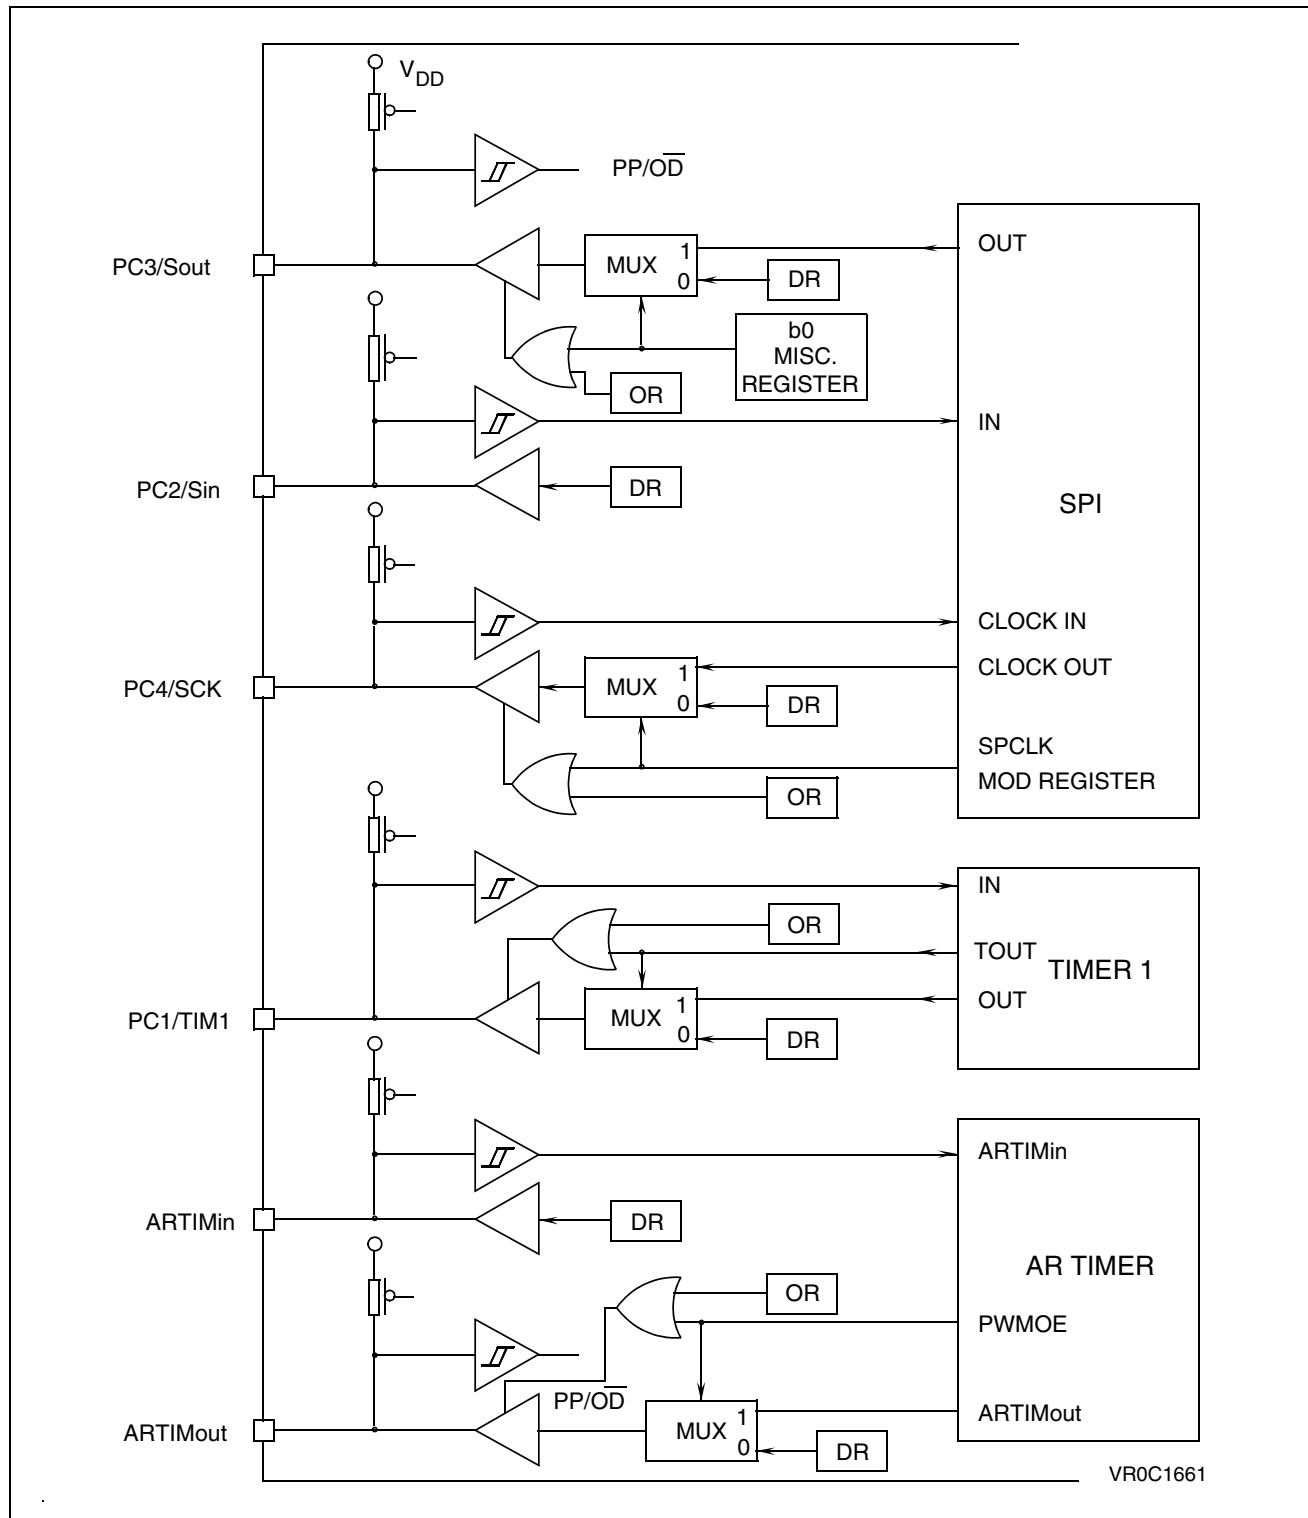 VDD
PP/OD
PC3/Sout
MUX
1
0
OUT
DR
b0
MISC.
REGISTER
OR
IN
PC2/Sin
DR
SPI
CLOCK IN
CLOCK OUT
PC4/SCK
MUX
1
0
DR
SPCLK
MOD REGISTER
OR
IN
OR
TOUT
TIMER 1
OUT
PC1/TIM1
MUX
1
0
DR
ARTIMin
ARTIMin
DR
AR TIMER
OR
PWMOE
PP/OD
ARTIMout
MUX
1
0
ARTIMout
DR
VR0C1661